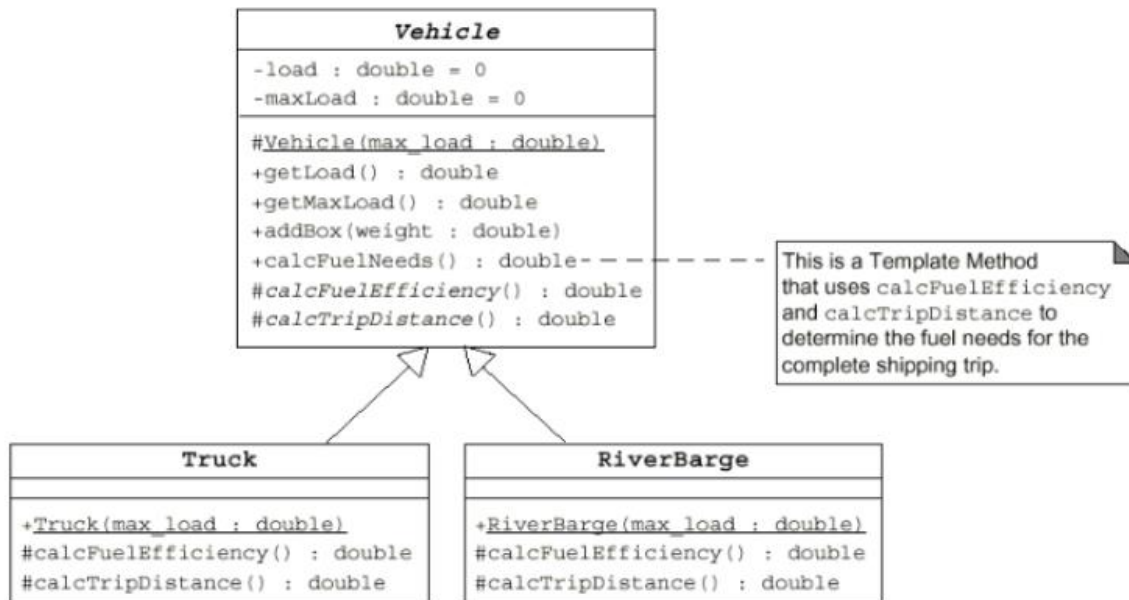 Vehicle
-load : double = 0
-maxLoad : double = 0
#Vehicle(max_load : double)
+getLoad() : double
+getMaxLoad() : double
+addBox(weight : double)
+calcFuelNeeds() : double
#calcFuelEfficiency() : double
#calcTripDistance() : double
This is a Template Method
that uses calcFuelEfficiency
and calcTripDistance to
determine the fuel needs for the
complete shipping trip.
Truck
+Truck(max_load : double)
#calcFuelEfficiency() : double
#calcTripDistance() : double
RiverBarge
+RiverBarge(max_load : double)
#calcFuelEfficiency() : double
#calcTripDistance() : double